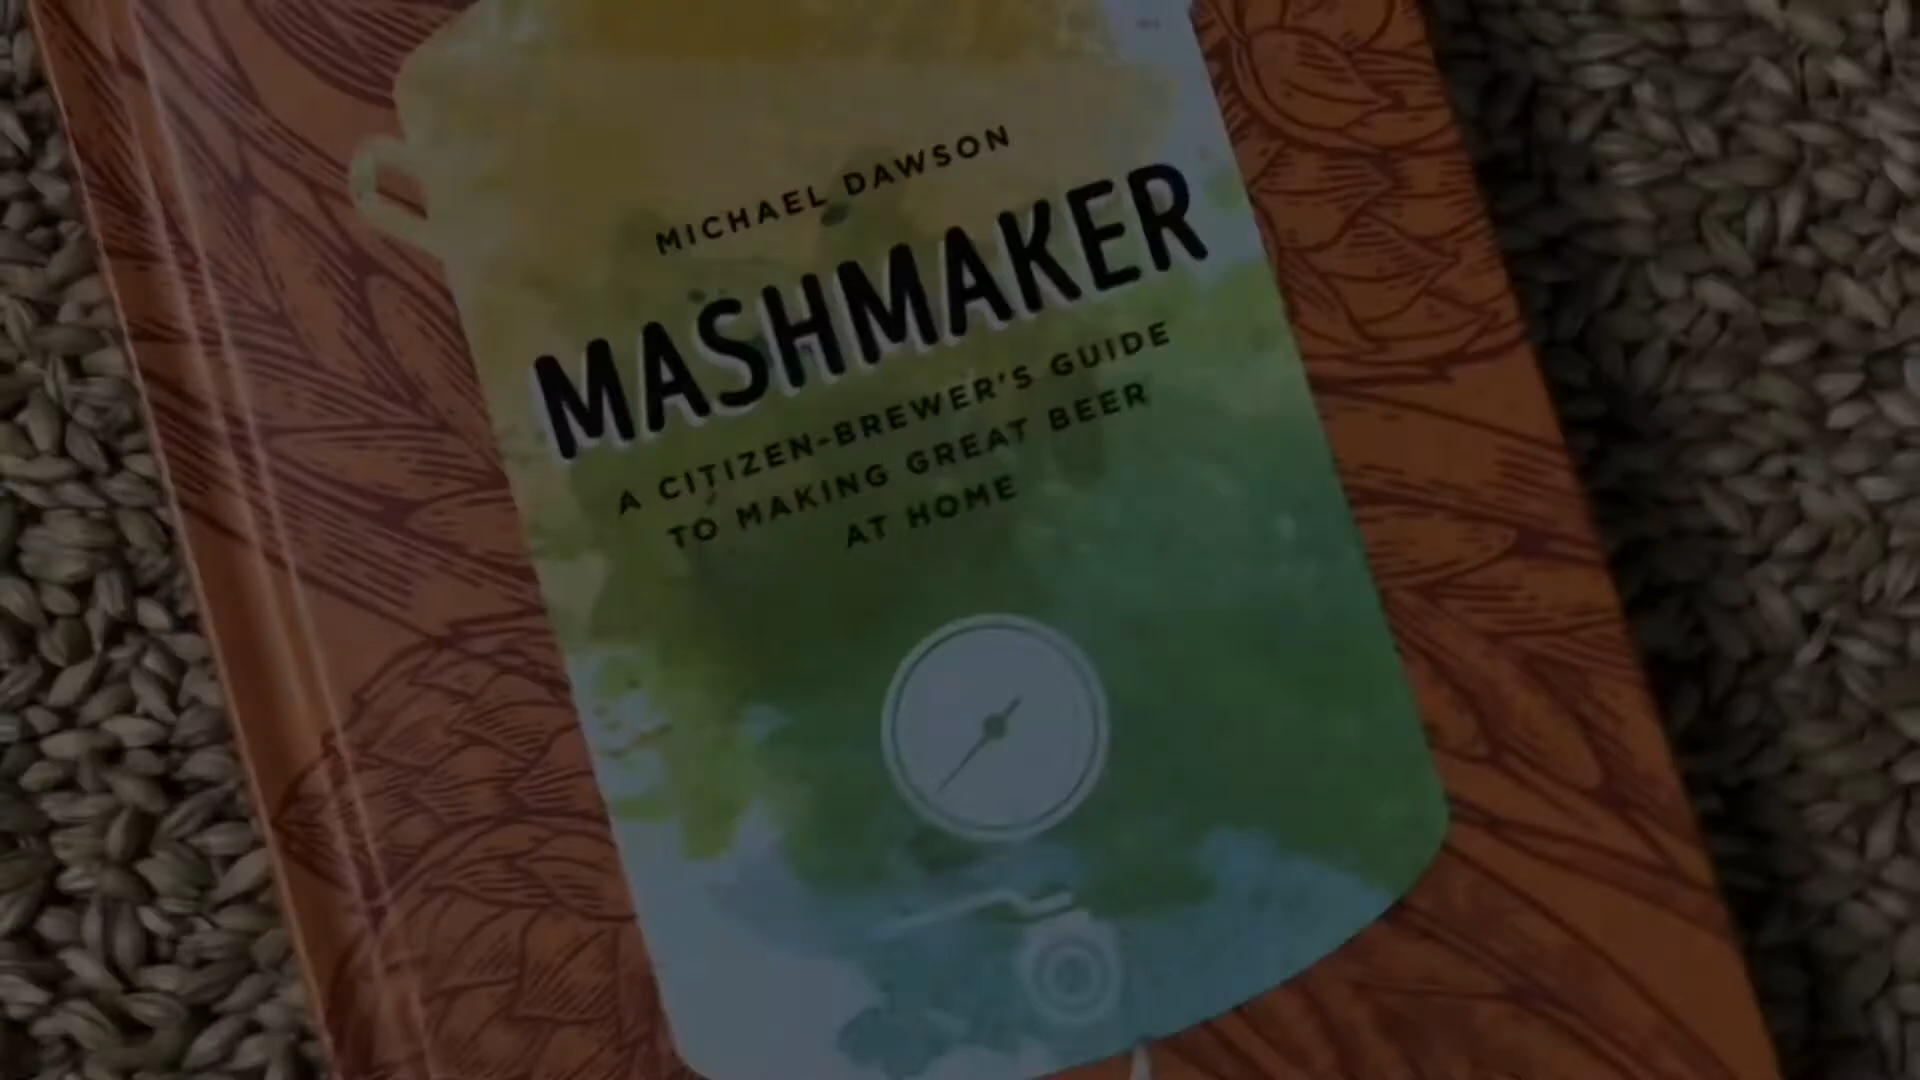 MICHAEL DAWSON
MASHMAKER
A CITIZEN-BREWER'S GUIDE
TO MAKING GREAT BEER
AT HOME